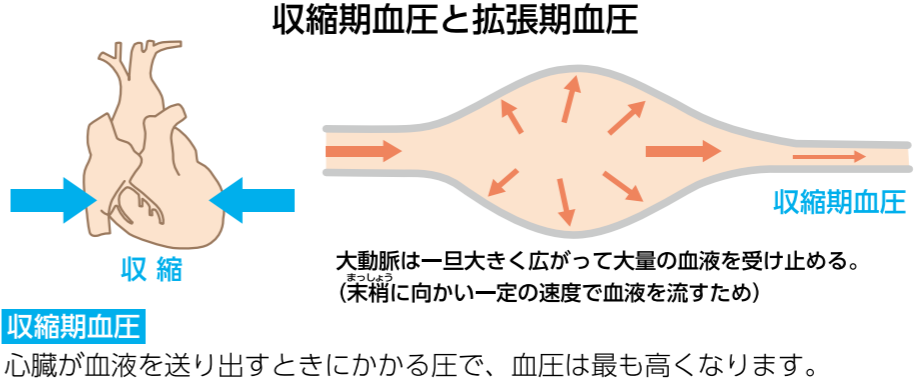 収縮期血圧と拡張期血圧
収縮
収縮期血圧
大動脈は一旦大きく広がって大量の血液を受け止める。
まっしょう
（末梢に向かい一定の速度で血液を流すため）
収縮期血圧
心臓が血液を送り出すときにかかる圧で、血圧は最も高くなります。